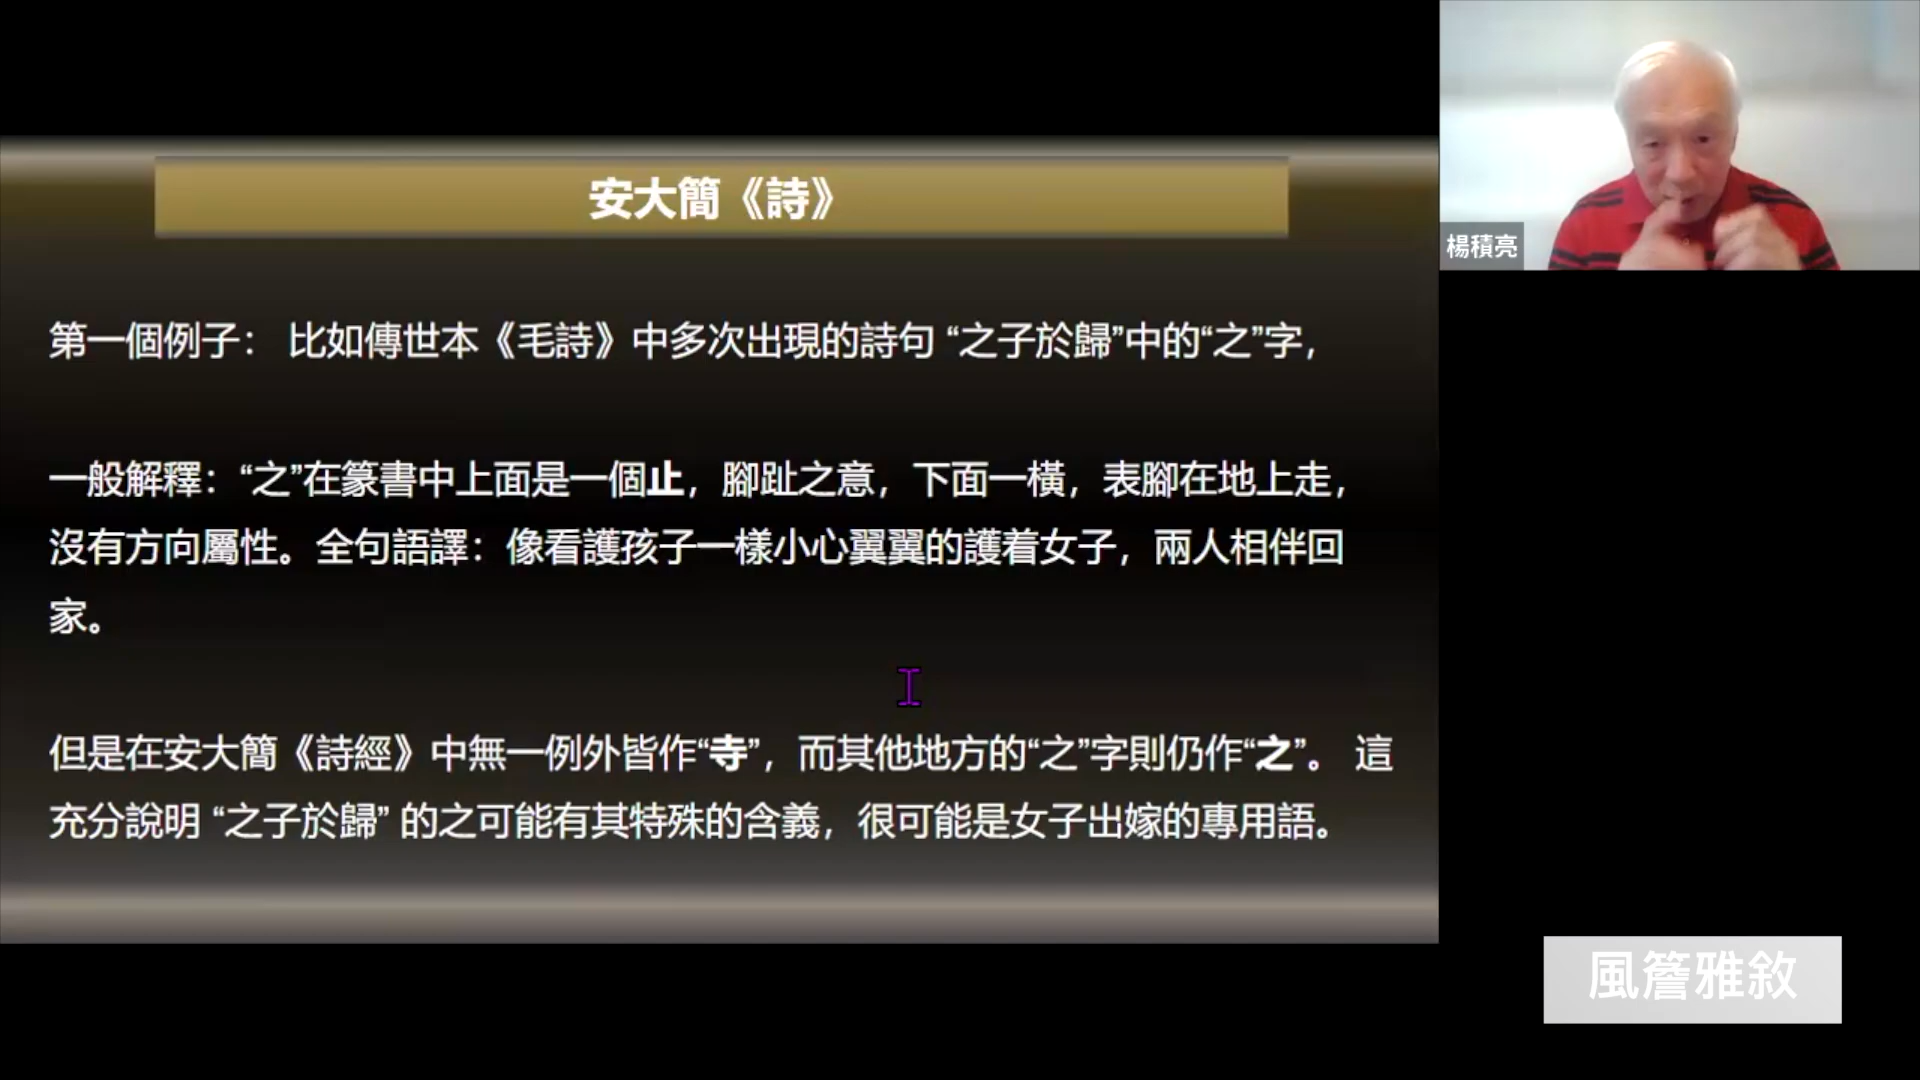 安大簡《詩》
第一個例子： 比如傳世本《毛詩》中多次出現的詩句 “之子於歸”中的“之”字，
一般解釋：“之”在篆書中上面是一個止，腳趾之意，下面一橫，表腳在地上走，
沒有方向屬性。全句語譯：像看護孩子一樣小心翼翼的護着女子，兩人相伴回
家。
但是在安大簡《詩經》中無一例外皆作“寺”，而其他地方的“之”字則仍作“之”。 這
充分說明 “之子於歸” 的之可能有其特殊的含義，很可能是女子出嫁的專用語。
楊積亮
風簷雅敘